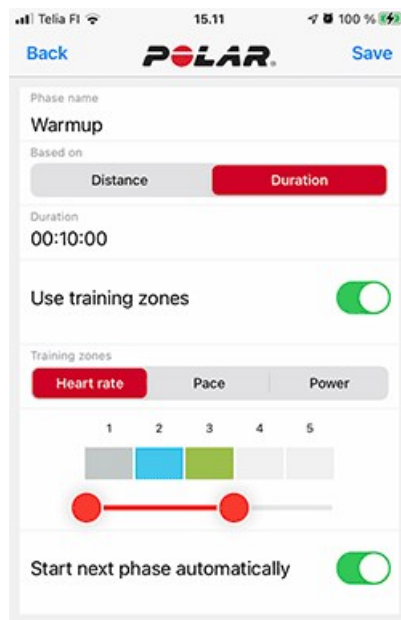 Telia FI 15.11 100 %
Back POLAR. Save
Phase name
Warmup
Based on
Distance Duration
Duration
00:10:00
Use training zones
Training zones
Heart rate Pace Power
1 2 3 4 5
Start next phase automatically